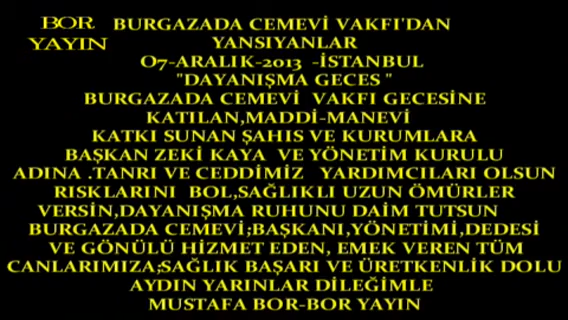 BOR
YAYIN
BURGAZADA CEMEVİ VAKFI'DAN
YANSIYANLAR
O7-ARALIK-2013 -İSTANBUL
"DAYANIŞMA GECES "
BURGAZADA CEMEVİ VAKFI GECESİNE
KATILAN,MADDİ-MANEVİ
KATKI SUNAN ŞAHIS VE KURUMLARA
BAŞKAN ZEKİ KAYA VE YÖNETİM KURULU
ADINA .TANRI VE CEDDİMİZ YARDIMCILARI OLSUN
RISKLARINI BOL,SAĞLIKLI UZUN ÖMÜRLER
VERSİN,DAYANIŞMA RUHUNU DAİM TUTSUN
BURGAZADA CEMEVİ;BAŞKANI,YÖNETİMİ,DEDESİ
VE GÖNÜLÜ HİZMET EDEN, EMEK VEREN TÜM
CANLARIMIZA;SAĞLIK BAŞARI VE ÜRETKENLİK DOLU
AYDIN YARINLAR DİLEĞİMLE
MUSTAFA BOR-BOR YAYIN